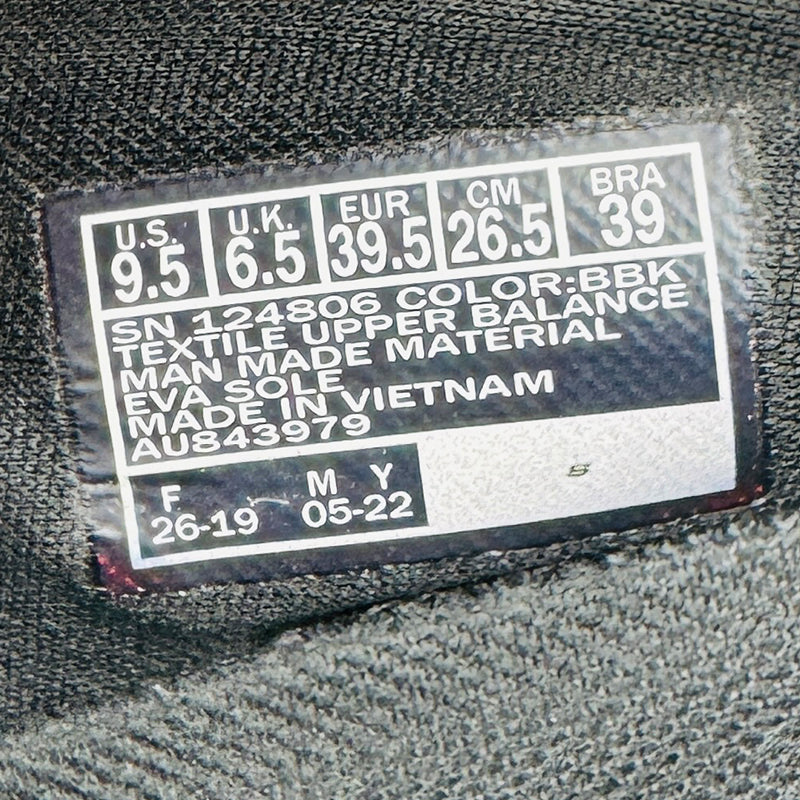 U.S. U.K. EUR CM BRA
9.5 6.5 39.5 26.5 39
SN 124806 COLOR:BBK
TEXTILE UPPER BALANCE
MAN MADE MATERIAL
EVA SOLE
MADE IN VIETNAM
AU843979
F M Y
26-19 05-22
S